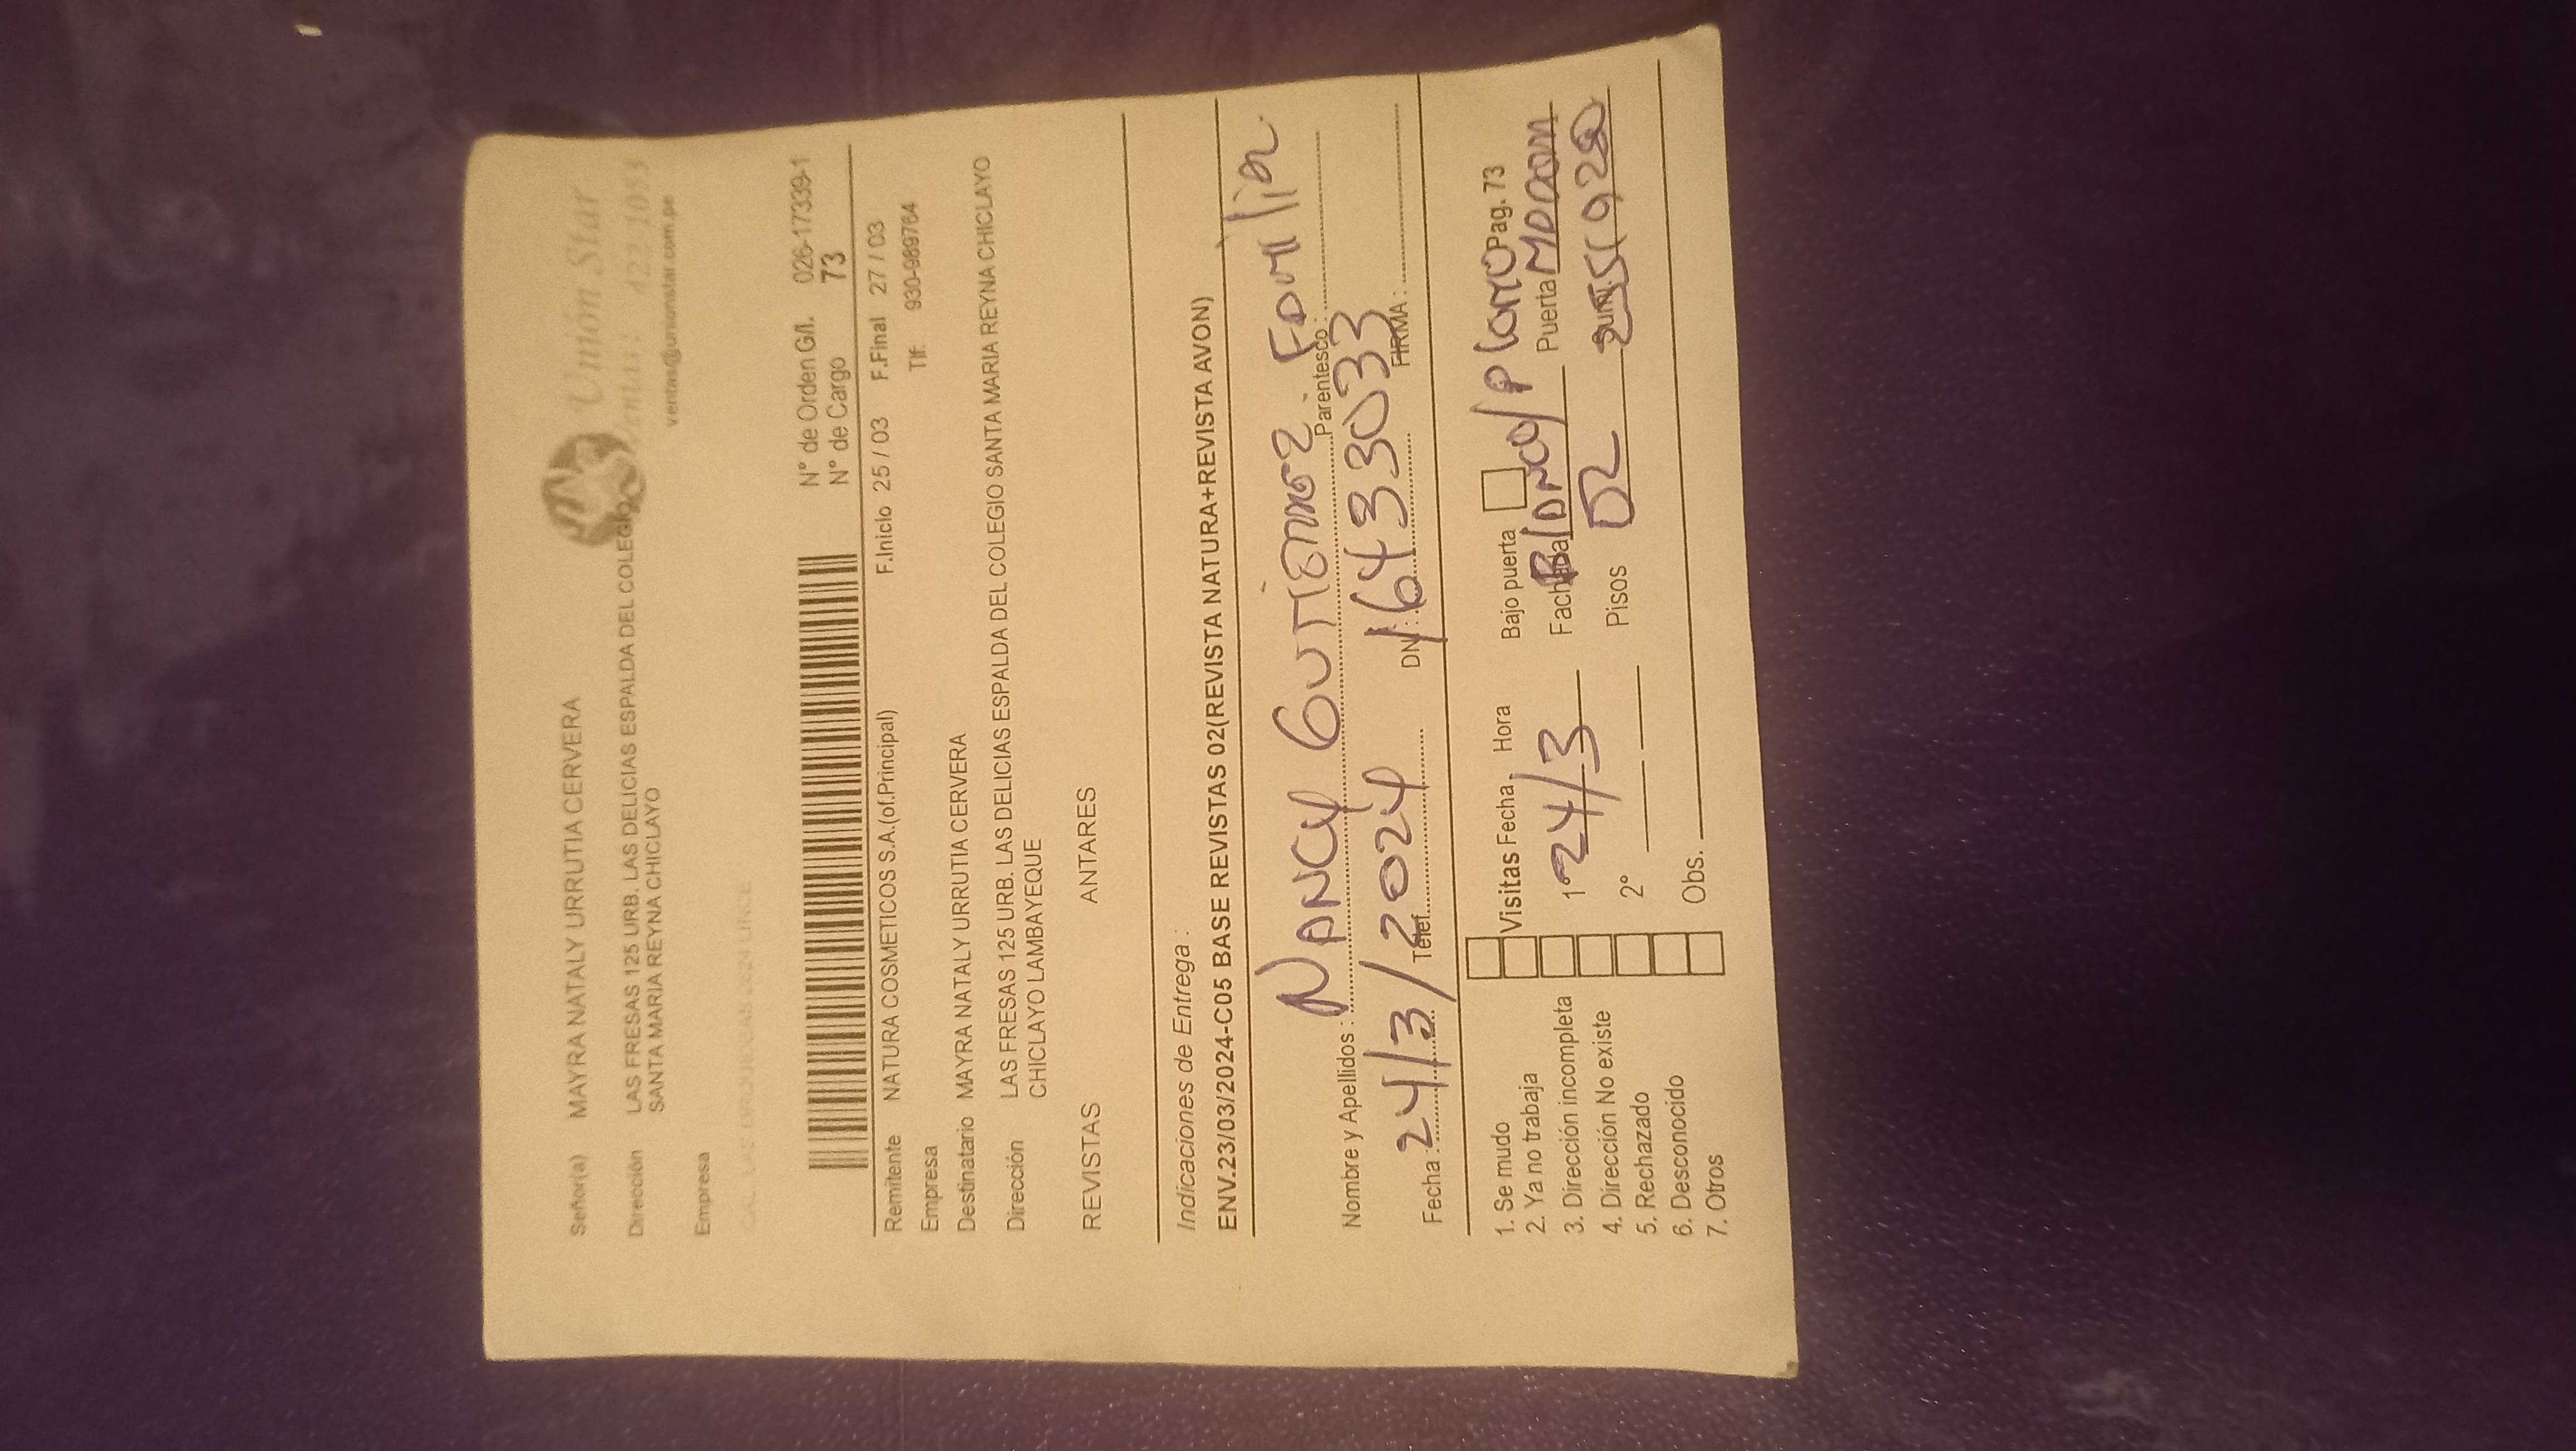 Unión Star
Ventas: 422 1053
ventas@unionstar.com.pe
Señor(a) MAYRA NATALY URRUTIA CERVERA
Dirección LAS FRESAS 125 URB. LAS DELICIAS ESPALDA DEL COLEGIO
SANTA MARIA REYNA CHICLAYO
Empresa
N° de Orden G/I. 026-17339-1
N° de Cargo 73
Remitente NATURA COSMETICOS S.A.(of.Principal) F.Inicio 25 / 03 F.Final 27 / 03
Empresa Tlf. 930-989764
Destinatario MAYRA NATALY URRUTIA CERVERA
Dirección LAS FRESAS 125 URB. LAS DELICIAS ESPALDA DEL COLEGIO SANTA MARIA REYNA CHICLAYO
CHICLAYO LAMBAYEQUE
REVISTAS ANTARES
Indicaciones de Entrega :
ENV.23/03/2024-C05 BASE REVISTAS 02(REVISTA NATURA+REVISTA AVON)
Nombre y Apellidos : NANCY GUTIERREZ Parentesco : Familia
Fecha : 24/3/2024 Telef. DNI : 16433033 FIRMA :
1. Se mudo Visitas Fecha, Hora Bajo puerta Pag. 73
2. Ya no trabaja
3. Dirección incompleta 1° 24/3 Fachada BLANCO/PLOMO Puerta MARRON
4. Dirección No existe
5. Rechazado 2° Pisos 02 Sum.
6. Desconocido
7. Otros Obs.